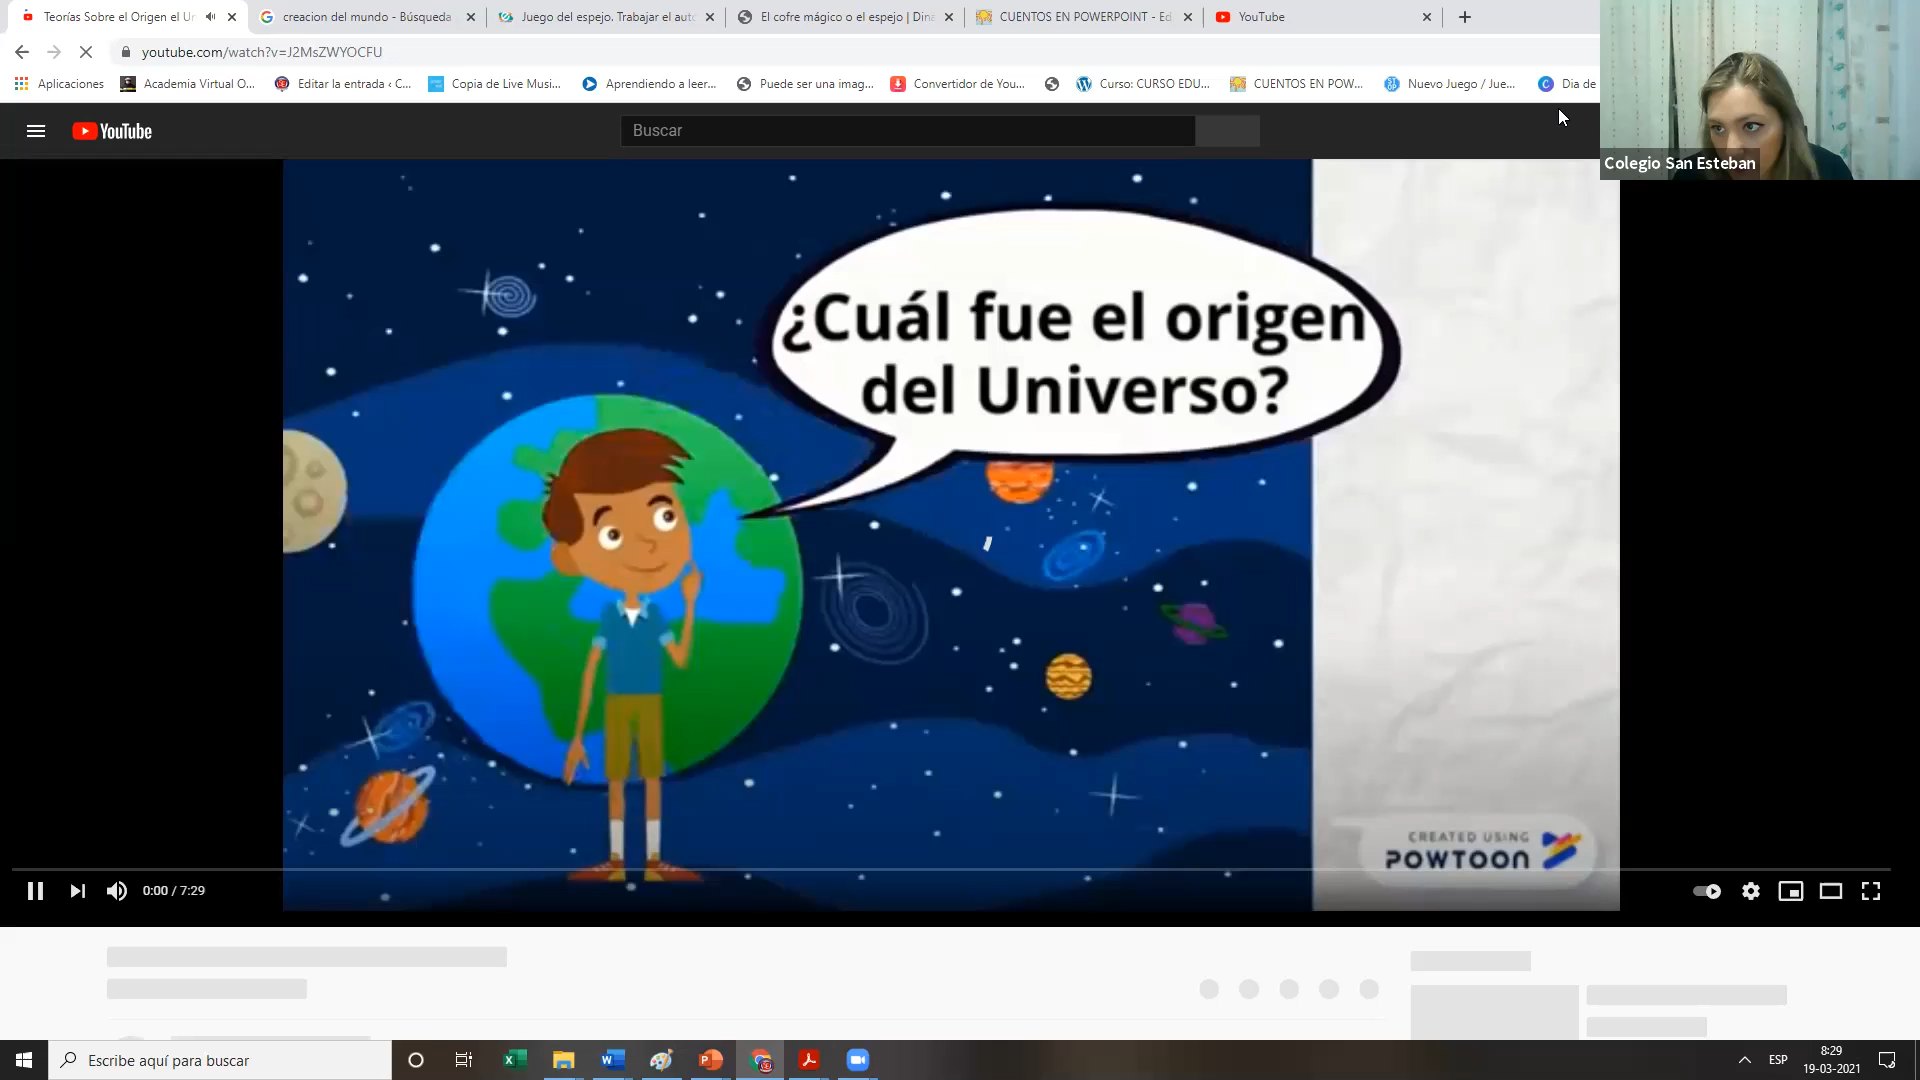 Teorías Sobre el Origen el Ur
creacion del mundo - Búsqueda
Juego del espejo. Trabajar el auto
El cofre mágico o el espejo | Diná
CUENTOS EN POWERPOINT - Ed
YouTube
youtube.com/watch?v=J2MsZWYOCFU
Aplicaciones
Academia Virtual O...
Editar la entrada ‹ C...
Copia de Live Musi...
Aprendiendo a leer...
Puede ser una imag...
Convertidor de You...
Curso: CURSO EDU...
CUENTOS EN POW...
Nuevo Juego / Jue...
Dia de
YouTube
Buscar
Colegio San Esteban
¿Cuál fue el origen
del Universo?
CREATED USING
POWTOON
0:00 / 7:29
Escribe aquí para buscar
ESP
8:29
19-03-2021